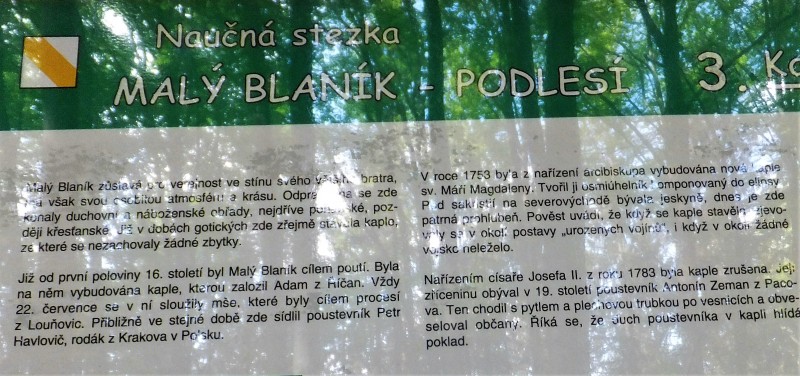 Naučná stezka
MALÝ BLANÍK - PODLESÍ 3. Ka
Malý Blaník zůstává pro veřejnost ve stínu svého většího bratra,
má však svou osobitou atmosféru a krásu. Odpradávna se zde
konaly duchovní a náboženské obřady, nejdříve pohanské, poz-
ději křesťanské. Již v dobách gotických zde zřejmě stávala kaple,
ze které se nezachovaly žádné zbytky.
Již od první poloviny 16. století byl Malý Blaník cílem poutí. Byla
na něm vybudována kaple, kterou založil Adam z Říčan. Vždy
22. července se v ní sloužily mše, které byly cílem procesí
z Louňovic. Přibližně ve stejné době zde sídlil poustevník Petr
Havlovič, rodák z Krakova v Polsku.
V roce 1753 byla z nařízení arcibiskupa vybudována nová kaple
sv. Máří Magdaleny. Tvořil ji osmiúhelník komponovaný do elipsy.
Pod sakristií na severovýchodě bývala jeskyně, dnes je zde
patrná prohlubeň. Pověst uvádí, že když se kaple stavěla, zjevo-
valy se v okolí postavy „urozených vojínů", i když v okolí žádné
vojsko neleželo.
Nařízením císaře Josefa II. z roku 1783 byla kaple zrušena. Její
zříceninu obýval v 19. století poustevník Antonín Zeman z Paco-
va. Ten chodil s pytlem a plechovou trubkou po vesnicích a obve-
seloval občany. Říká se, že duch poustevníka v kapli hlídá
poklad.